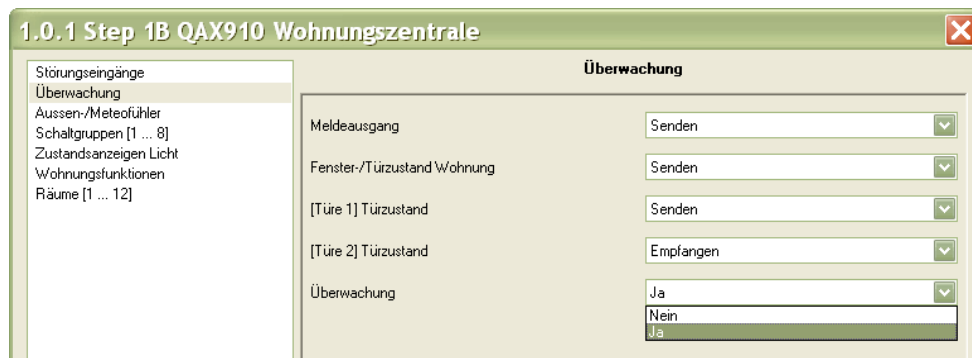 1.0.1 Step 1B QAX910 Wohnungszentrale
Störungseingänge
Überwachung
Aussen-/Meteofühler
Schaltgruppen [1 ... 8]
Zustandsanzeigen Licht
Wohnungsfunktionen
Räume [1 ... 12]
Überwachung
Meldeausgang Senden
Fenster-/Türzustand Wohnung Senden
[Türe 1] Türzustand Senden
[Türe 2] Türzustand Empfangen
Überwachung Ja
Nein
Ja